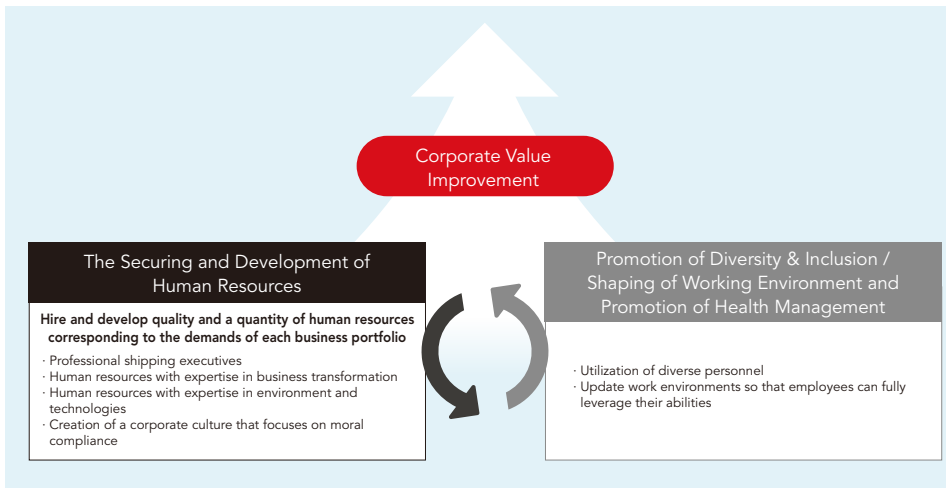 Corporate Value
Improvement
The Securing and Development of
Human Resources
Hire and develop quality and a quantity of human resources
corresponding to the demands of each business portfolio
· Professional shipping executives
· Human resources with expertise in business transformation
· Human resources with expertise in environment and
technologies
· Creation of a corporate culture that focuses on moral
compliance
Promotion of Diversity & Inclusion /
Shaping of Working Environment and
Promotion of Health Management
· Utilization of diverse personnel
· Update work environments so that employees can fully
leverage their abilities